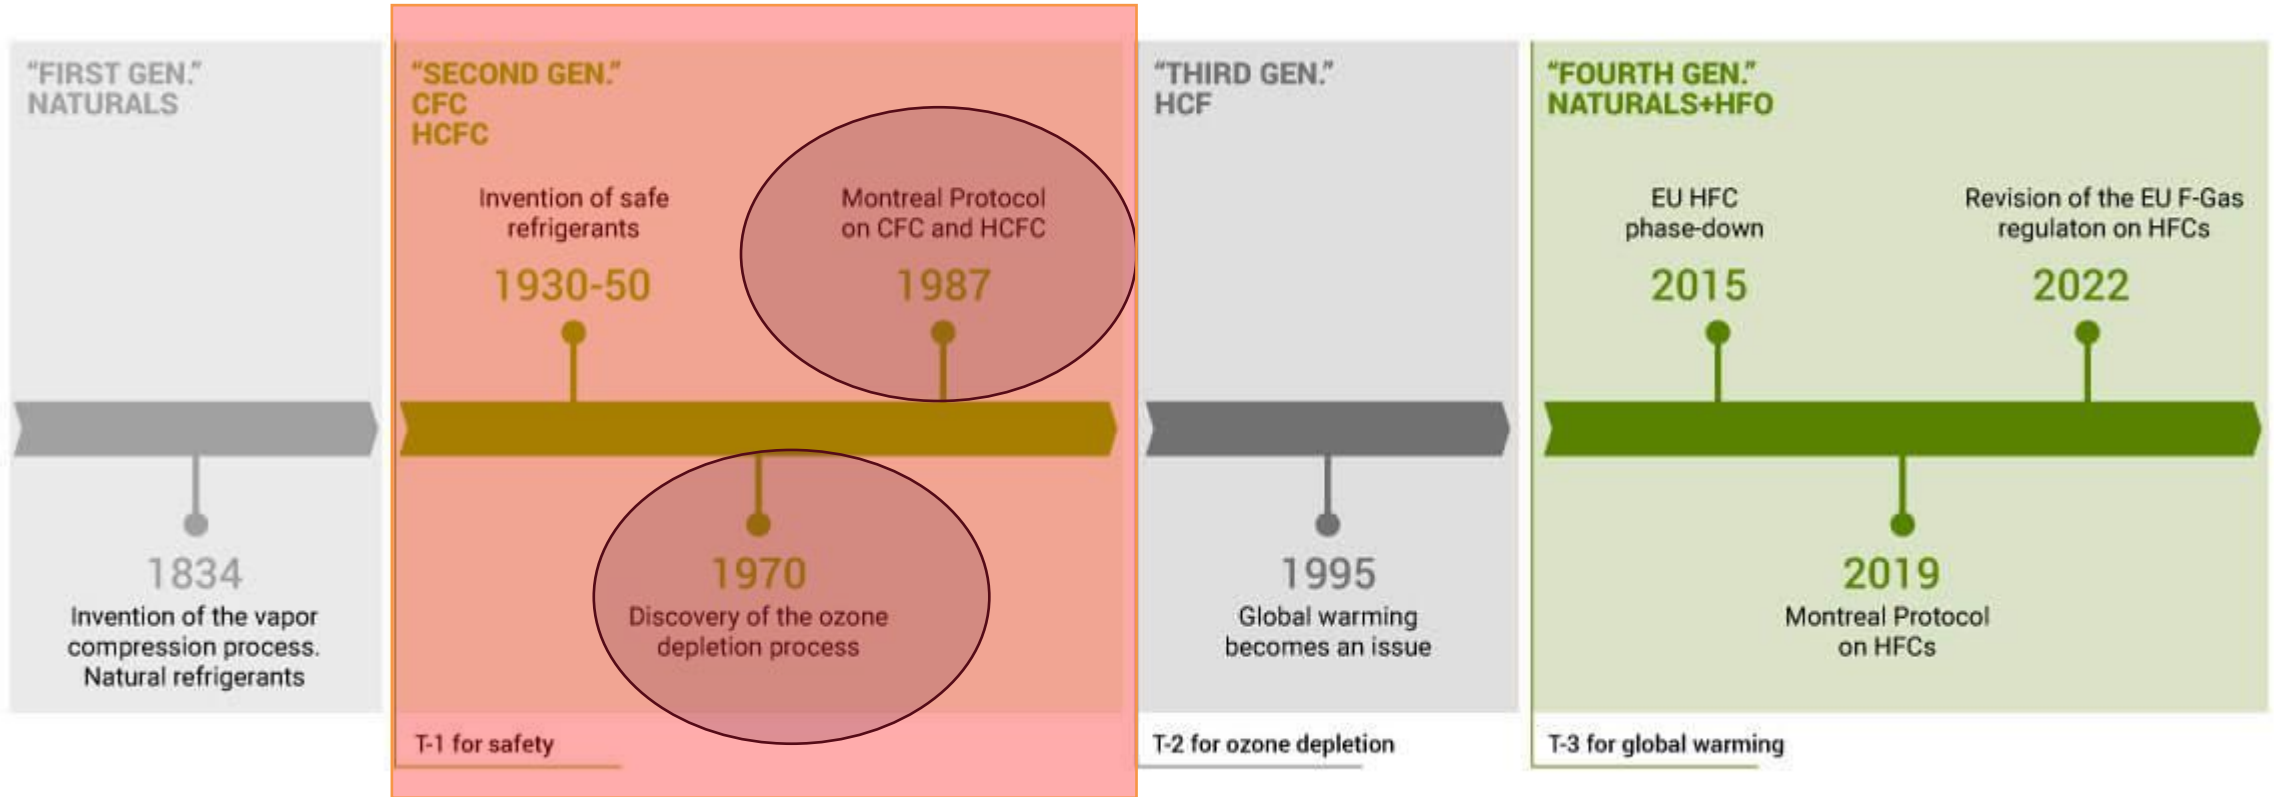 “FIRST GEN.”
NATURALS
1834
Invention of the vapor
compression process.
Natural refrigerants
“SECOND GEN.”
CFC
HCFC
Invention of safe
refrigerants
1930-50
Montreal Protocol
on CFC and HCFC
1987
1970
Discovery of the ozone
depletion process
T-1 for safety
“THIRD GEN.”
HCF
1995
Global warming
becomes an issue
T-2 for ozone depletion
“FOURTH GEN.”
NATURALS+HFO
EU HFC
phase-down
2015
Revision of the EU F-Gas
regulaton on HFCs
2022
2019
Montreal Protocol
on HFCs
T-3 for global warming